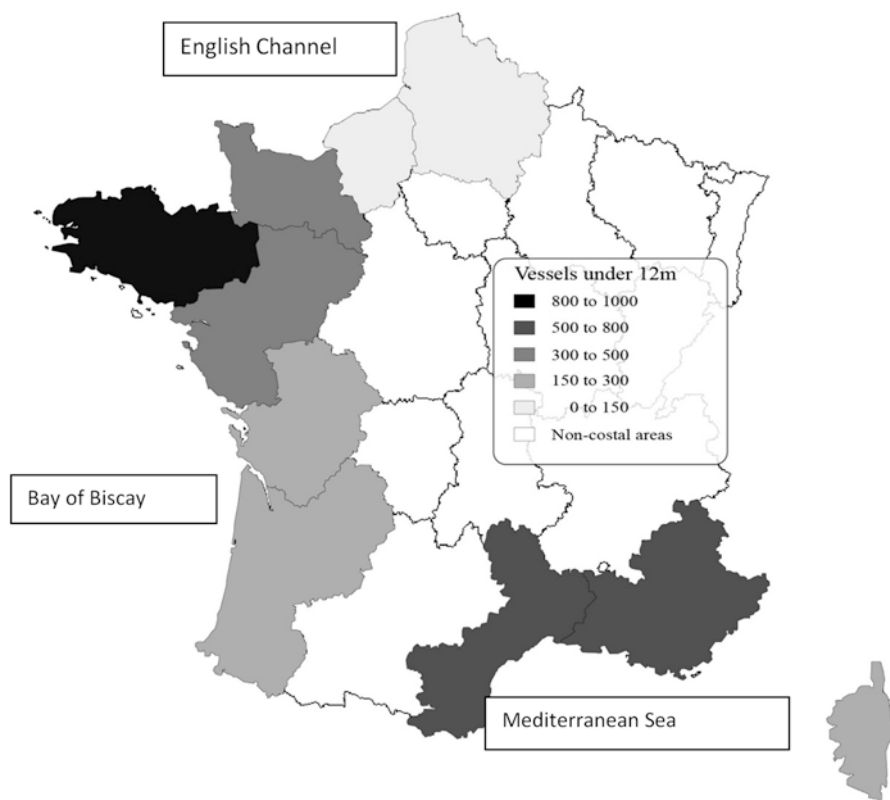 English Channel
Vessels under 12m
800 to 1000
500 to 800
300 to 500
150 to 300
0 to 150
Non-costal areas
Bay of Biscay
Mediterranean Sea